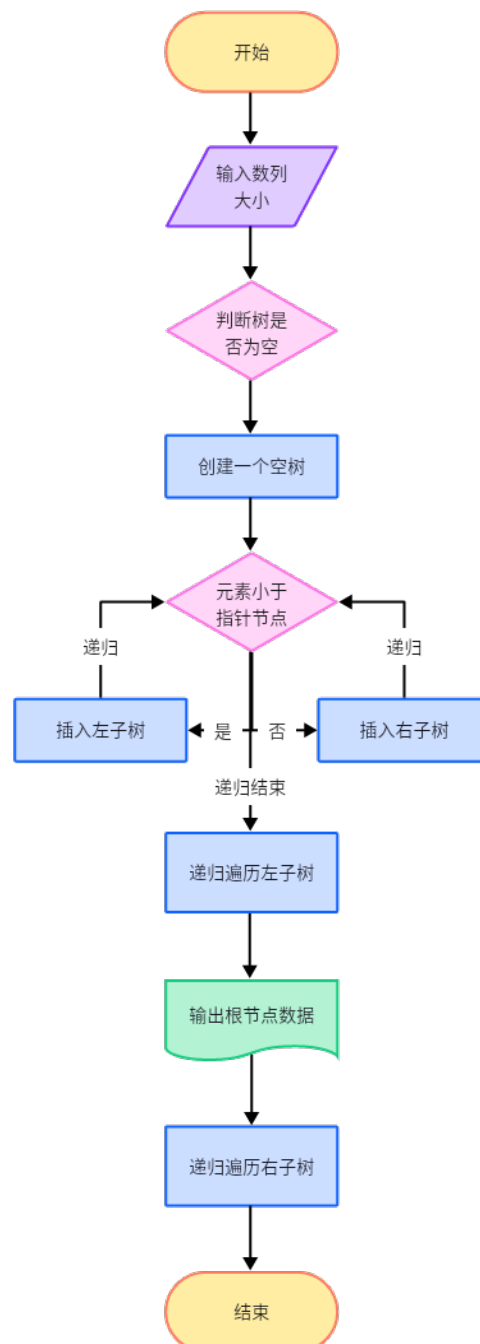 开始
输入数列
大小
判断树是
否为空
创建一个空树
元素小于
指针节点
递归
递归
插入左子树
是
否
插入右子树
递归结束
递归遍历左子树
输出根节点数据
递归遍历右子树
结束